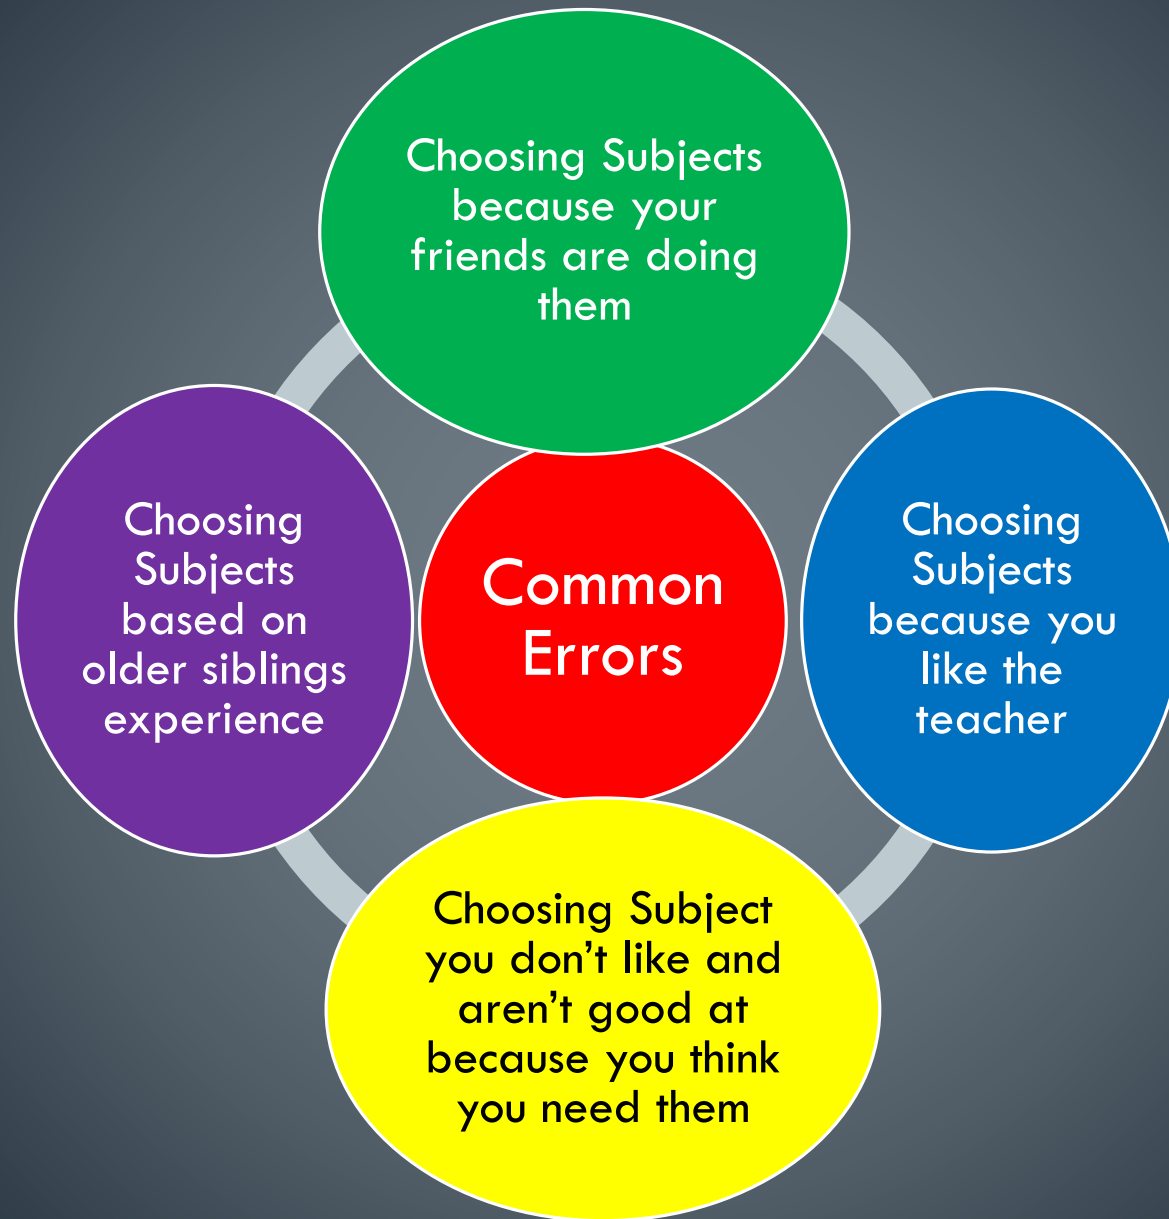 Choosing Subjects
because your
friends are doing
them
Choosing
Subjects
based on
older siblings
experience
Common
Errors
Choosing
Subjects
because you
like the
teacher
Choosing Subject
you don’t like and
aren’t good at
because you think
you need them